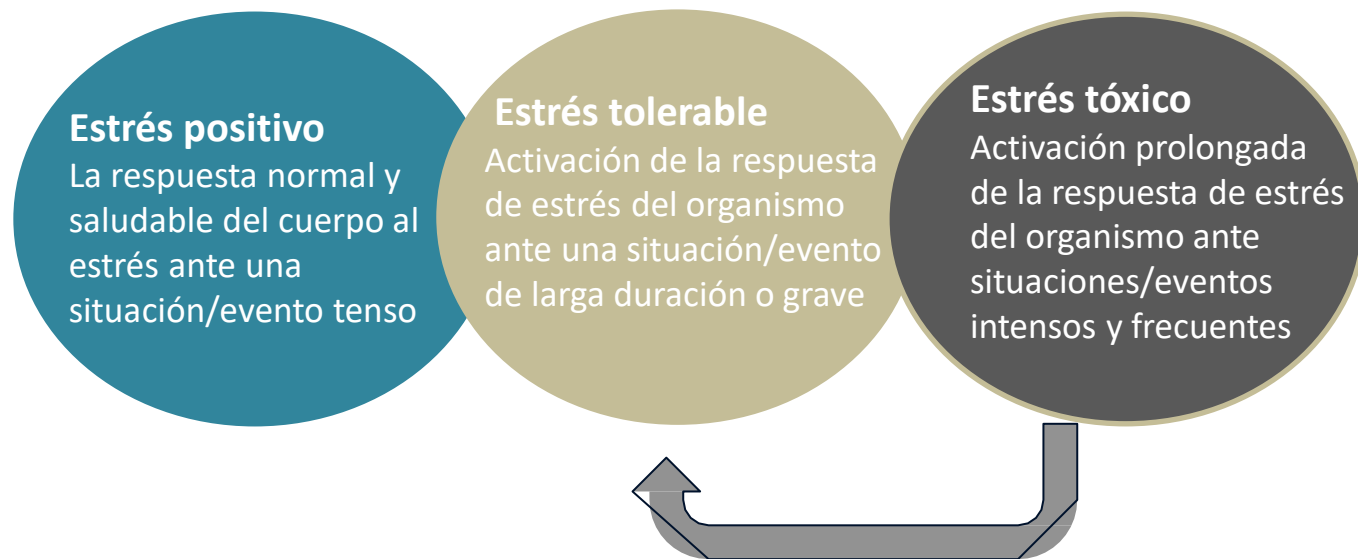 Estrés positivo
La respuesta normal y
saludable del cuerpo al
estrés ante una
situación/evento tenso
Estrés tolerable
Activación de la respuesta
de estrés del organismo
ante una situación/evento
de larga duración o grave
Estrés tóxico
Activación prolongada
de la respuesta de estrés
del organismo ante
situaciones/eventos
intensos y frecuentes